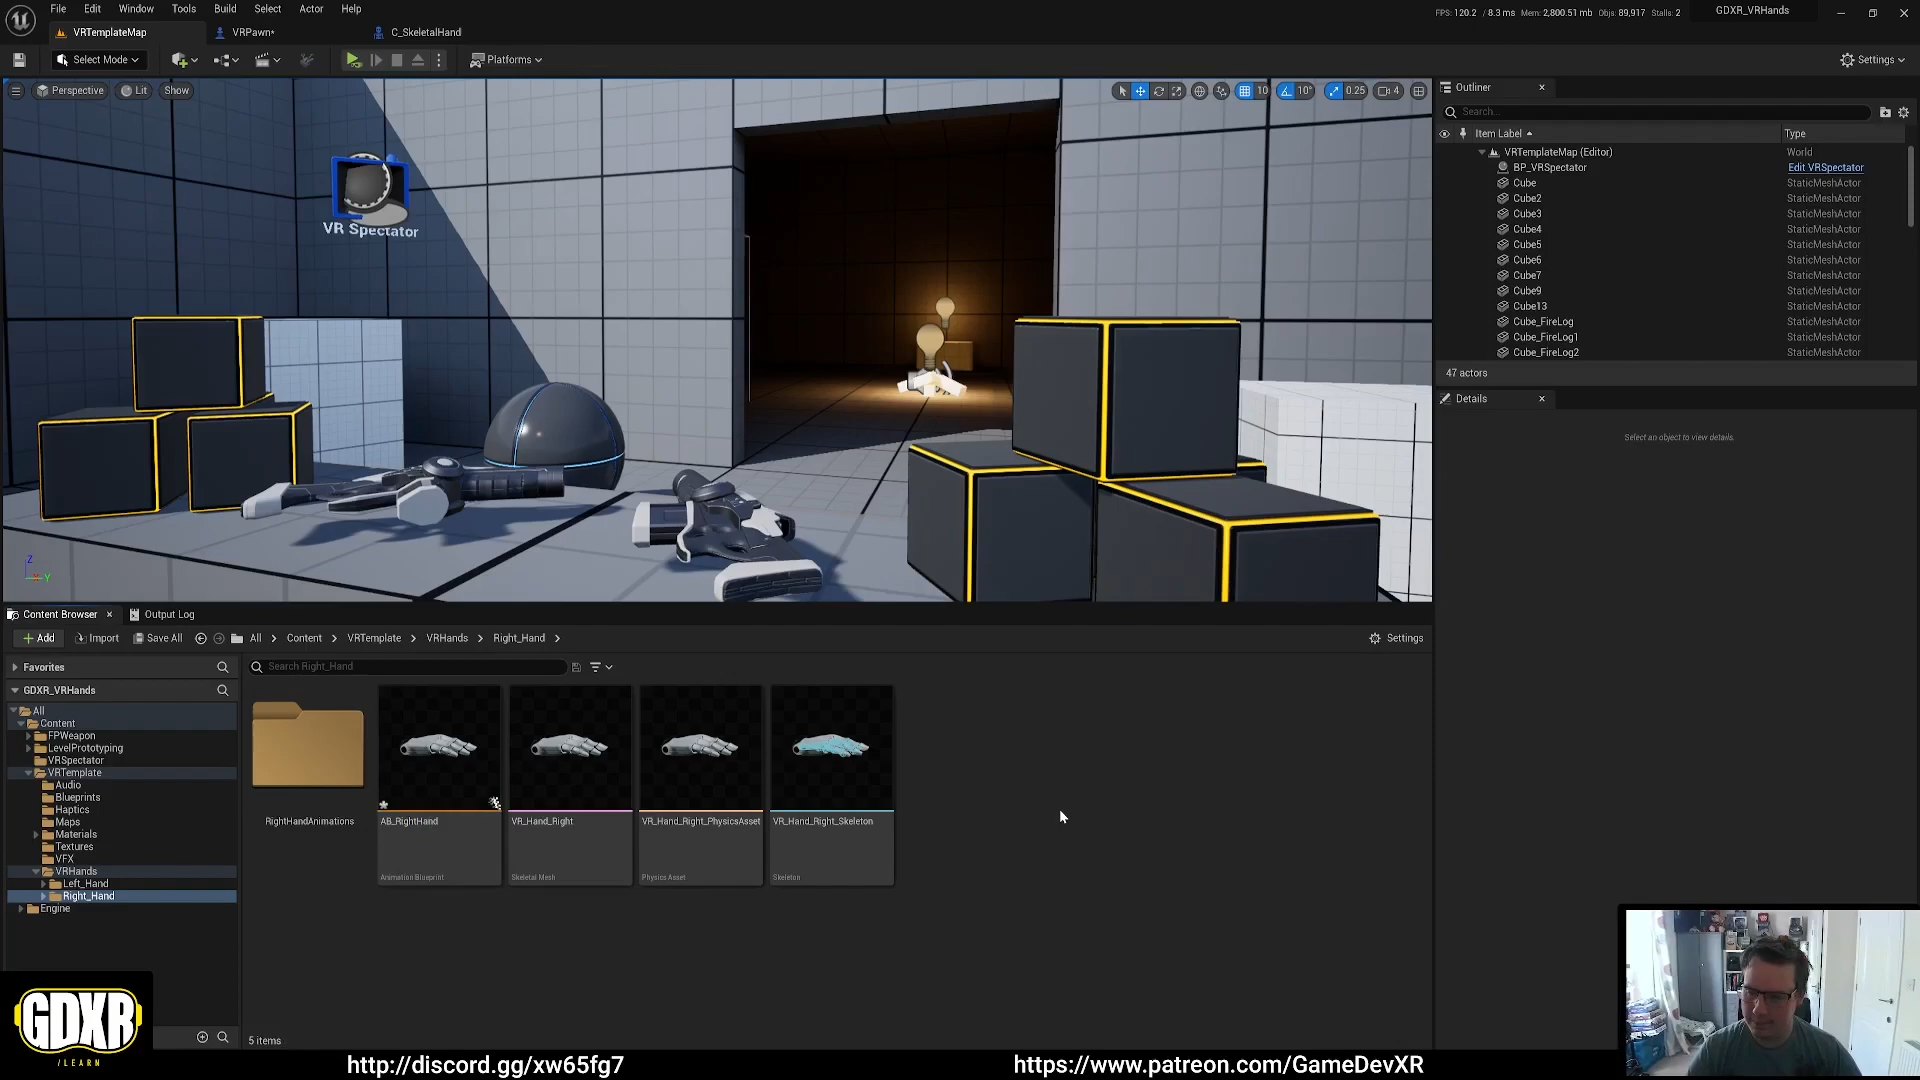 File Edit Window Tools Build Select Actor Help
FPS: 120.2 / 8.3 ms Mem: 2,800.51 mb Objs: 89,917 Stalls: 2
GDXR_VRHands
VRTemplateMap
VRPawn*
C_SkeletalHand
Select Mode
Platforms
Settings
Perspective
Lit
Show
10
10°
0.25
4
VR Spectator
Z
Y
Outliner
Search...
Item Label
Type
VRTemplateMap (Editor) World
BP_VRSpectator Edit VRSpectator
Cube StaticMeshActor
Cube2 StaticMeshActor
Cube3 StaticMeshActor
Cube4 StaticMeshActor
Cube5 StaticMeshActor
Cube6 StaticMeshActor
Cube7 StaticMeshActor
Cube9 StaticMeshActor
Cube13 StaticMeshActor
Cube_FireLog StaticMeshActor
Cube_FireLog1 StaticMeshActor
Cube_FireLog2 StaticMeshActor
47 actors
Details
Select an object to view details.
Content Browser
Output Log
Add
Import
Save All
All > Content > VRTemplate > VRHands > Right_Hand >
Settings
Favorites
Search Right_Hand
GDXR_VRHands
All
Content
FPWeapon
LevelPrototyping
VRSpectator
VRTemplate
Audio
Blueprints
Haptics
Maps
Materials
Textures
VFX
VRHands
Left_Hand
Right_Hand
Engine
RightHandAnimations
AB_RightHand
Animation Blueprint
VR_Hand_Right
Skeletal Mesh
VR_Hand_Right_PhysicsAsset
Physics Asset
VR_Hand_Right_Skeleton
Skeleton
5 items
GDXR
/LEARN
http://discord.gg/xw65fg7
https://www.patreon.com/GameDevXR